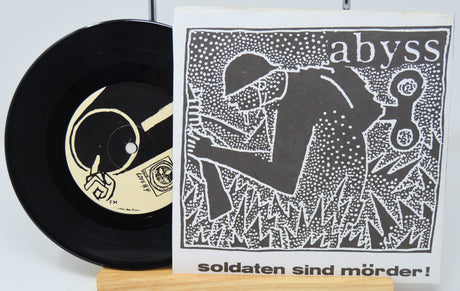 abyss
soldaten sind mörder!